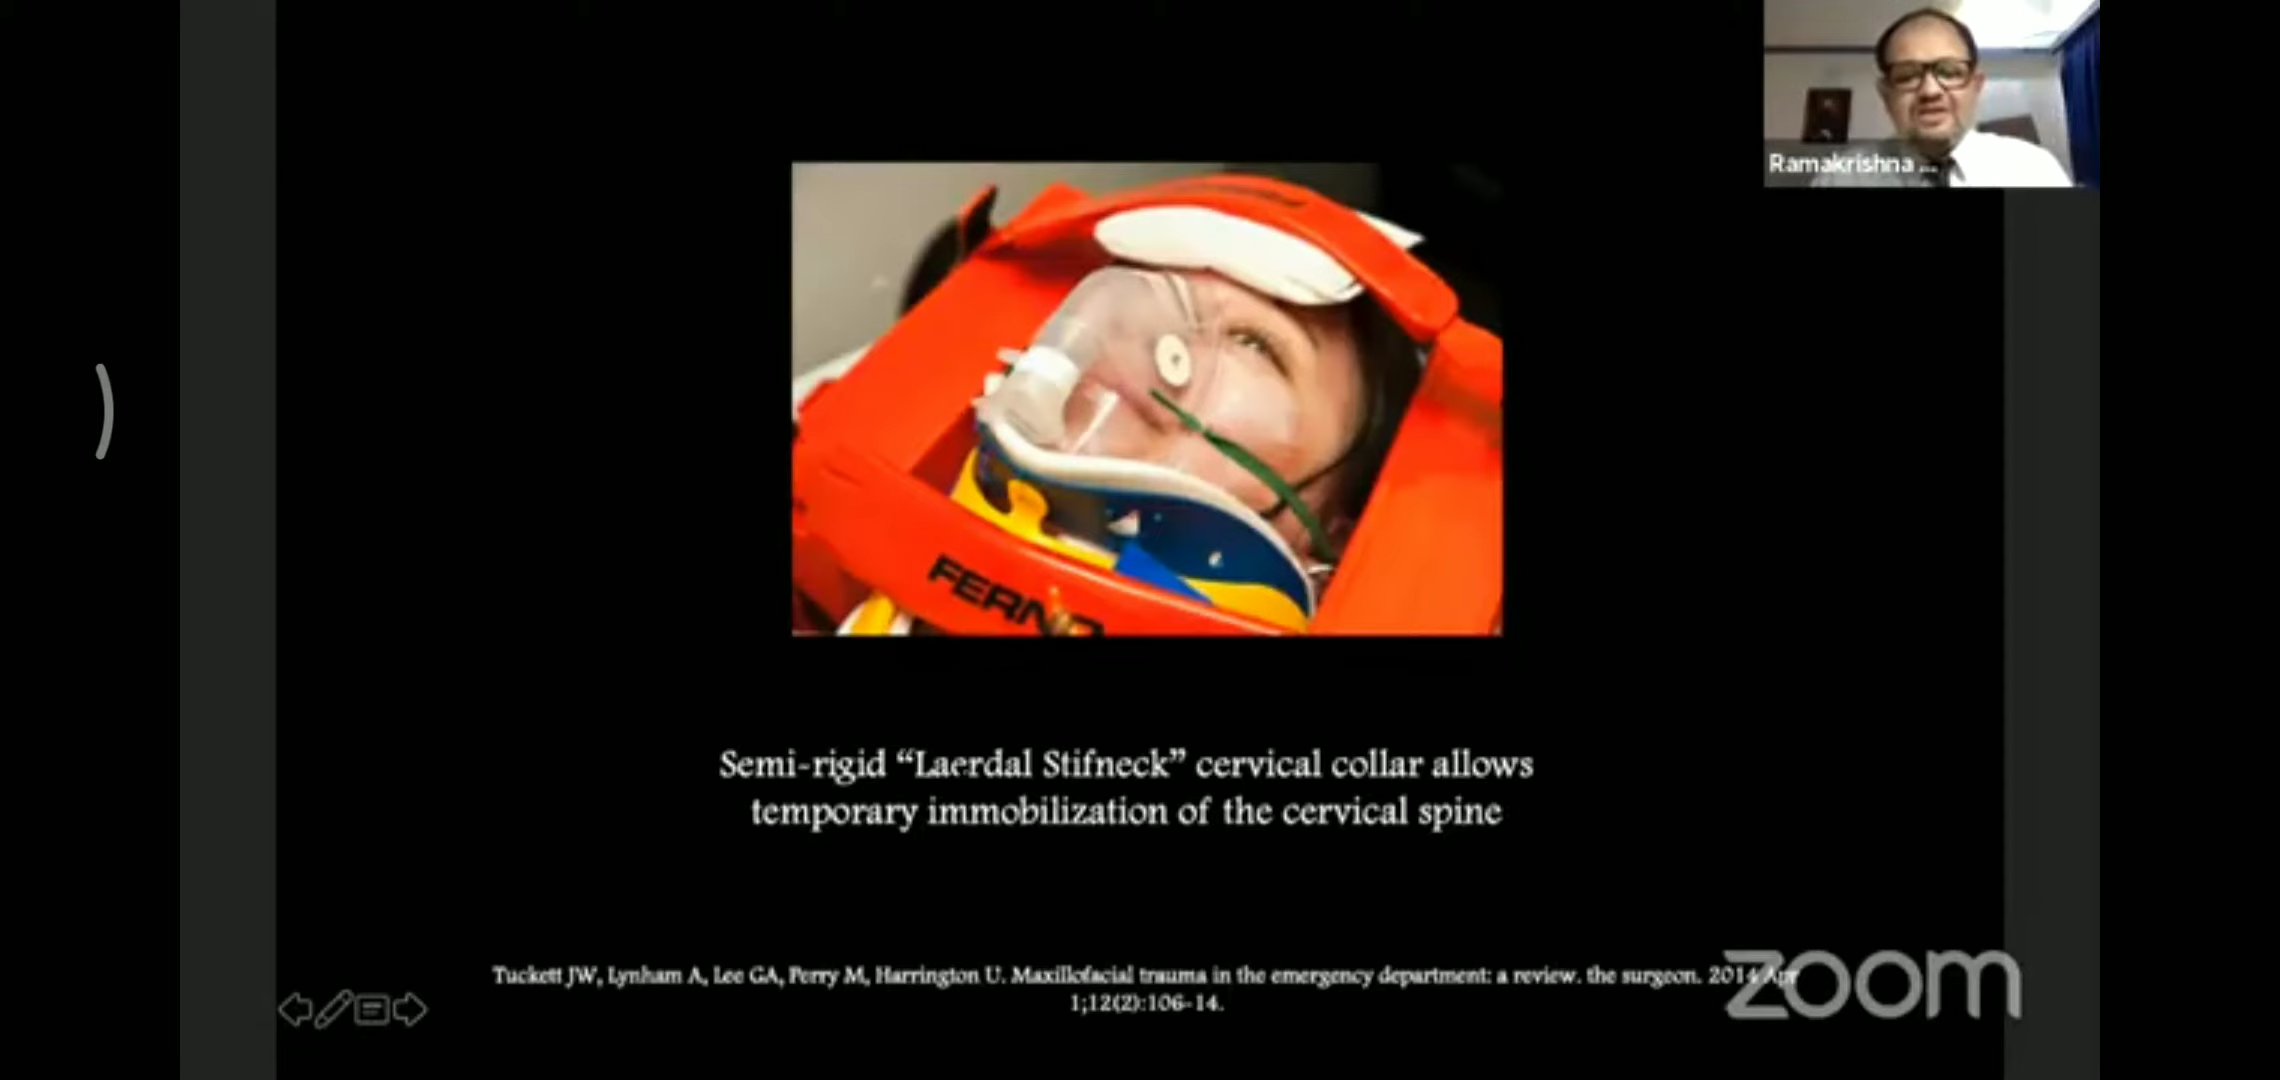 Ramakrishna ...
FERNO
Semi-rigid “Laerdal Stifneck” cervical collar allows
temporary immobilization of the cervical spine
Tuckett JW, Lynham A, Lee GA, Perry M, Harrington U. Maxillofacial trauma in the emergency department: a review. the surgeon. 2014 Apr
1;12(2):106-14.
zoom